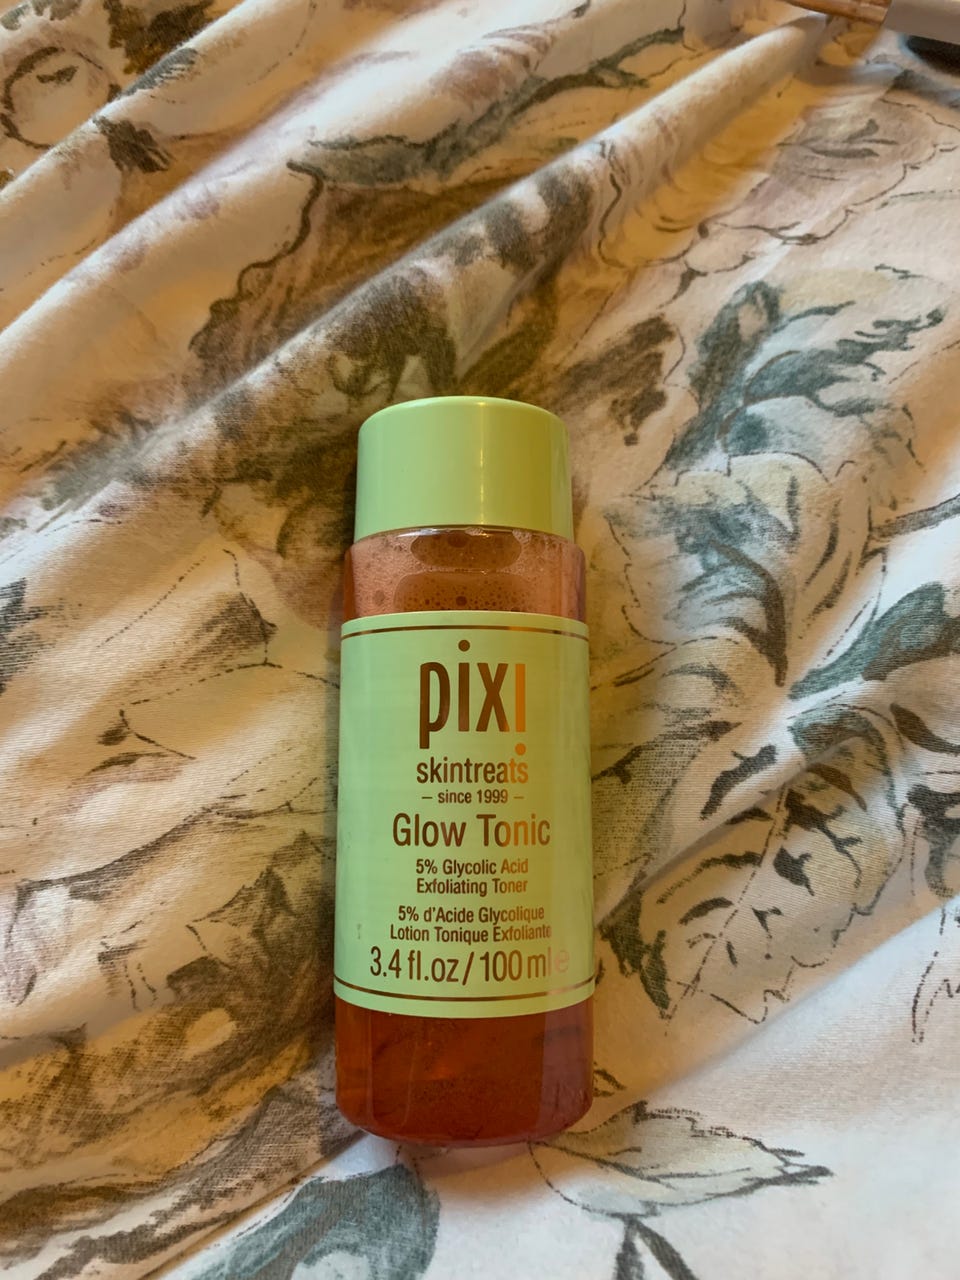 pixi
skintreats
– since 1999 –
Glow Tonic
5% Glycolic Acid
Exfoliating Toner
5% d'Acide Glycolique
Lotion Tonique Exfoliante
3.4 fl.oz / 100 ml e